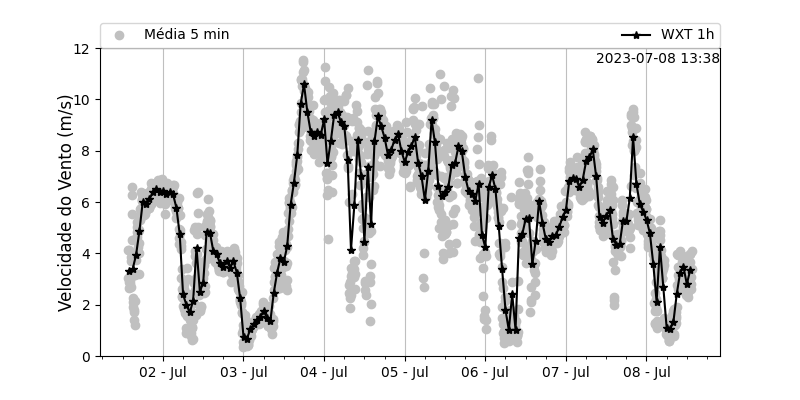 Média 5 min
WXT 1h
2023-07-08 13:38
Velocidade do Vento (m/s)
12
10
8
6
4
2
0
02 - Jul
03 - Jul
04 - Jul
05 - Jul
06 - Jul
07 - Jul
08 - Jul